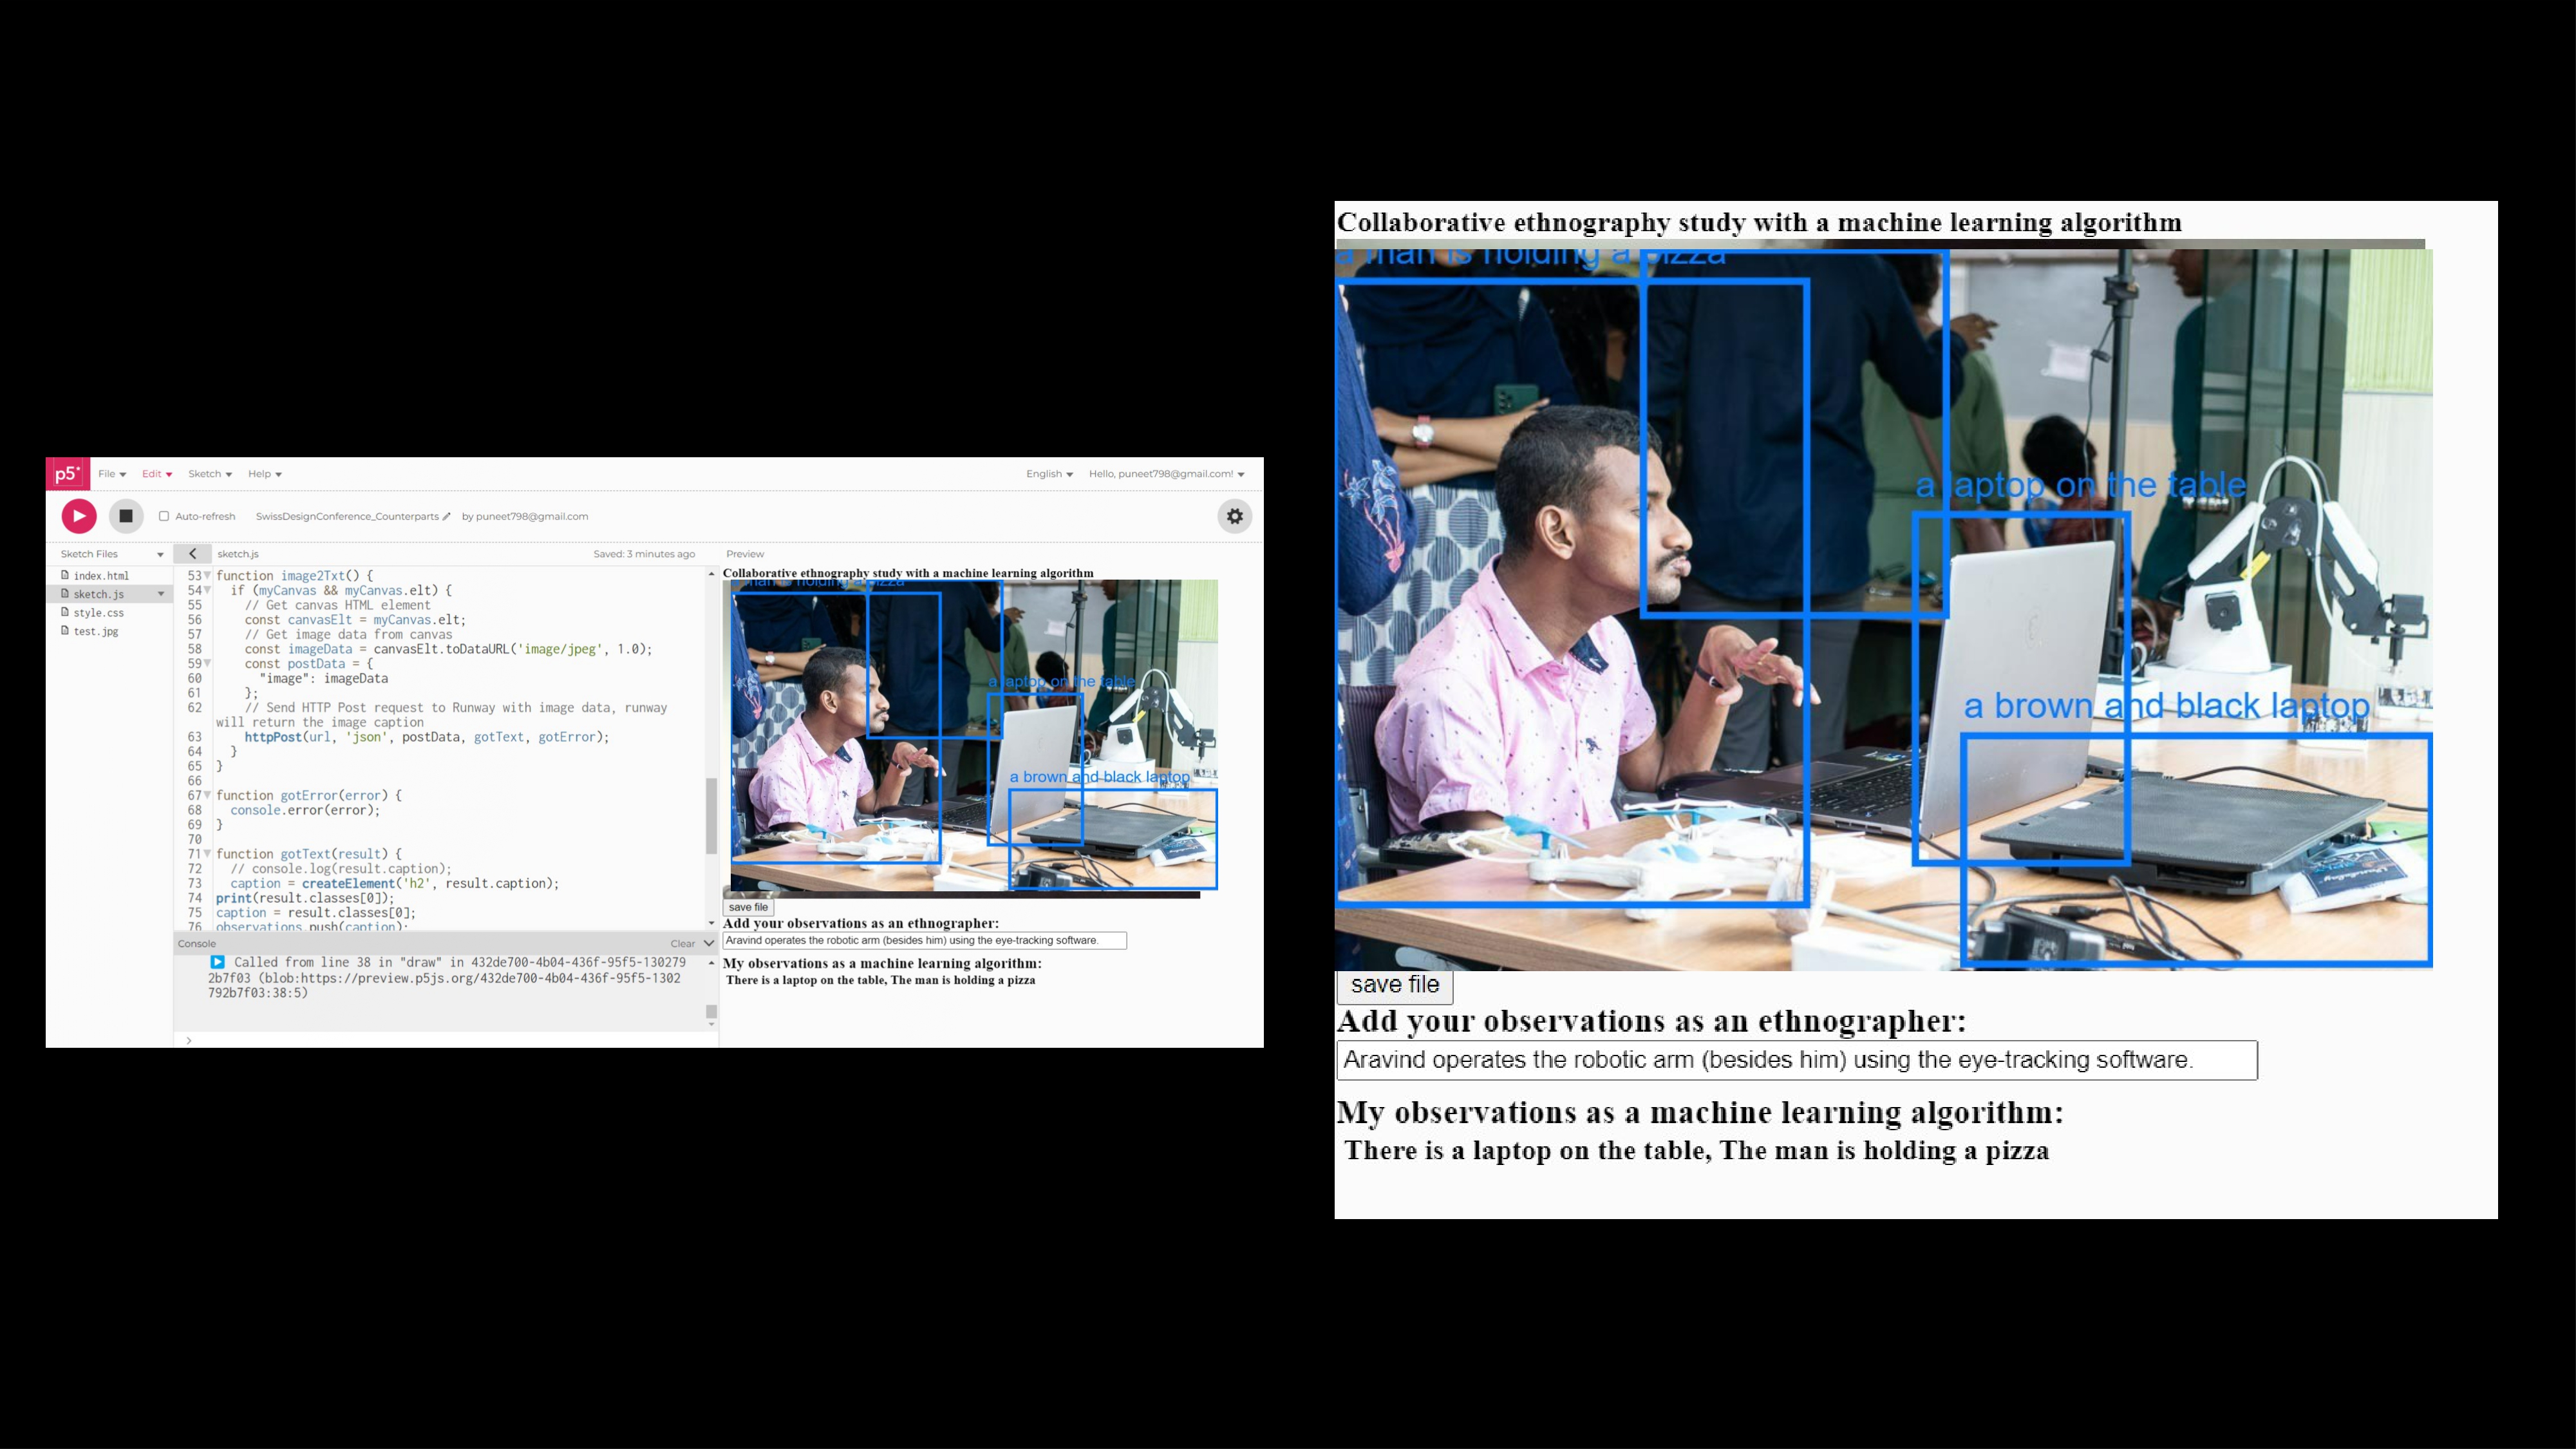 p5*
File
Edit
Sketch
Help
English
Hello, puneet798@gmail.com!
Auto-refresh
SwissDesignConference_Counterparts
by puneet798@gmail.com
Sketch Files
sketch.js
Saved: 3 minutes ago
Preview
index.html
sketch.js
style.css
test.jpg
53 function image2Txt() {
54 if (myCanvas && myCanvas.elt) {
55 // Get canvas HTML element
56 const canvasElt = myCanvas.elt;
57 // Get image data from canvas
58 const imageData = canvasElt.toDataURL('image/jpeg', 1.0);
59 const postData = {
60 "image": imageData
61 };
62 // Send HTTP Post request to Runway with image data, runway
will return the image caption
63 httpPost(url, 'json', postData, gotText, gotError);
64 }
65 }
66
67 function gotError(error) {
68 console.error(error);
69 }
70
71 function gotText(result) {
72 // console.log(result.caption);
73 caption = createElement('h2', result.caption);
74 print(result.classes[0]);
75 caption = result.classes[0];
76 observations.push(caption);
Console
Clear
Called from line 38 in "draw" in 432de700-4b04-436f-95f5-130279
2b7f03 (blob:https://preview.p5js.org/432de700-4b04-436f-95f5-1302
792b7f03:38:5)
>
Collaborative ethnography study with a machine learning algorithm
a man is holding a pizza
a laptop on the table
a brown and black laptop
save file
Add your observations as an ethnographer:
Aravind operates the robotic arm (besides him) using the eye-tracking software.
My observations as a machine learning algorithm:
There is a laptop on the table, The man is holding a pizza
Collaborative ethnography study with a machine learning algorithm
a man is holding a pizza
a laptop on the table
a brown and black laptop
save file
Add your observations as an ethnographer:
Aravind operates the robotic arm (besides him) using the eye-tracking software.
My observations as a machine learning algorithm:
There is a laptop on the table, The man is holding a pizza